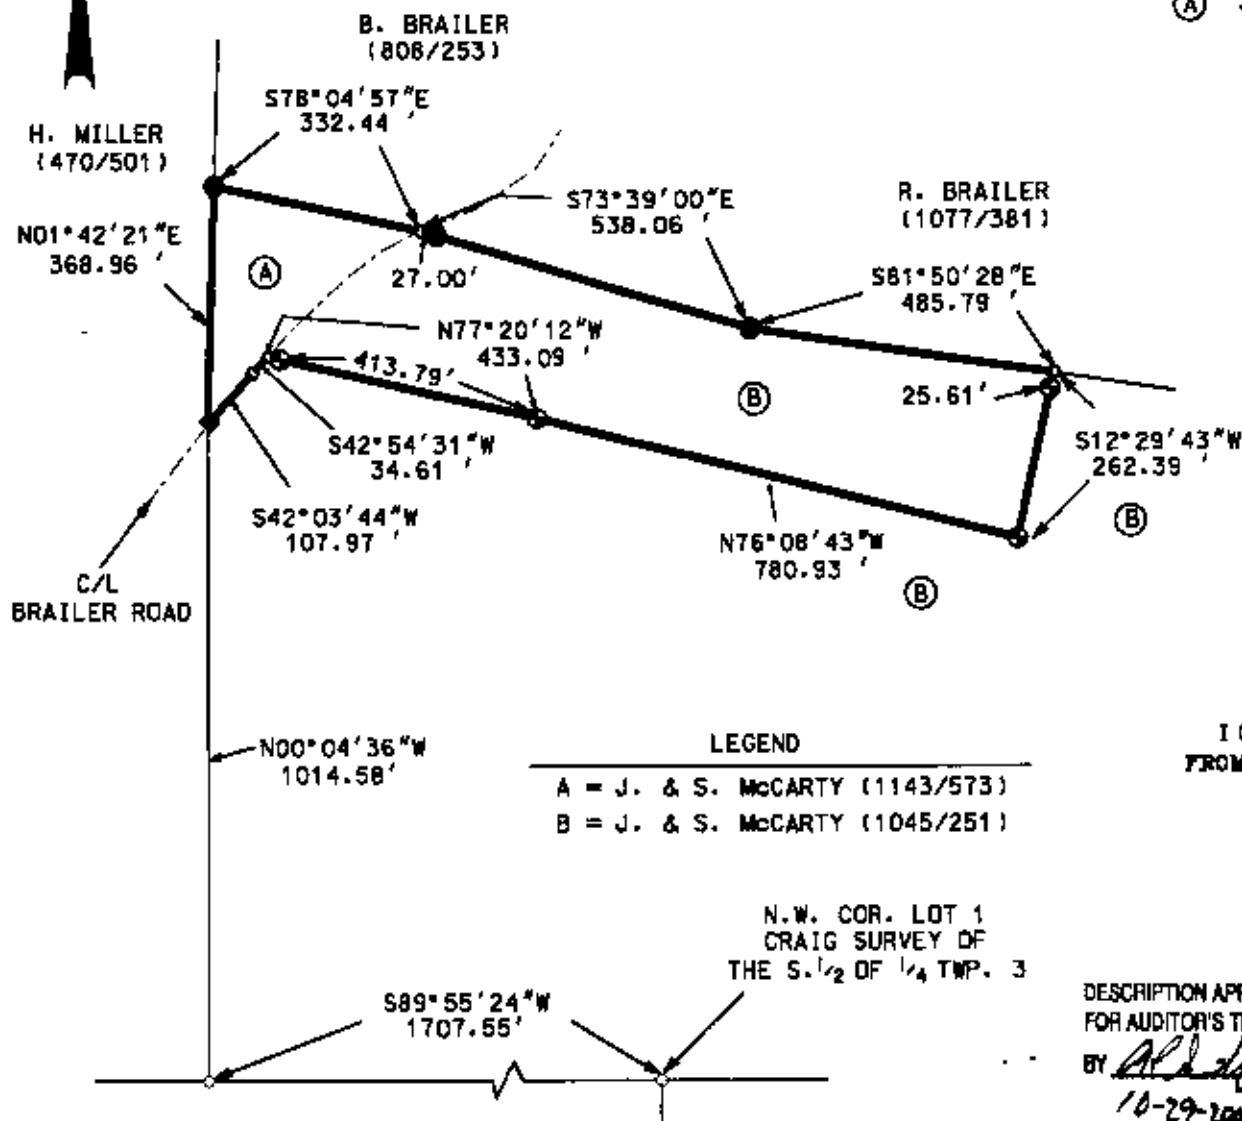 B. BRAILER
(808/253)
Ⓐ
S78°04'57"E
332.44'
H. MILLER
(470/501)
N01°42'21"E
368.96'
Ⓐ
27.00'
S73°39'00"E
538.06'
R. BRAILER
(1077/381)
S81°50'28"E
485.79'
N77°20'12"W
433.09'
413.79'
Ⓑ
25.61'
S12°29'43"W
262.39'
S42°54'31"W
34.61'
S42°03'44"W
107.97'
Ⓑ
N76°08'43"W
780.93'
Ⓑ
C/L
BRAILER ROAD
N00°04'36"W
1014.58'
LEGEND
A = J. & S. McCARTY (1143/573)
B = J. & S. McCARTY (1045/251)
I
FROM
N.W. COR. LOT 1
CRAIG SURVEY OF
THE S.1/2 OF 1/4 TWP. 3
S89°55'24"W
1707.55'
DESCRIPTION
FOR AUDITOR'S
BY
10-29-